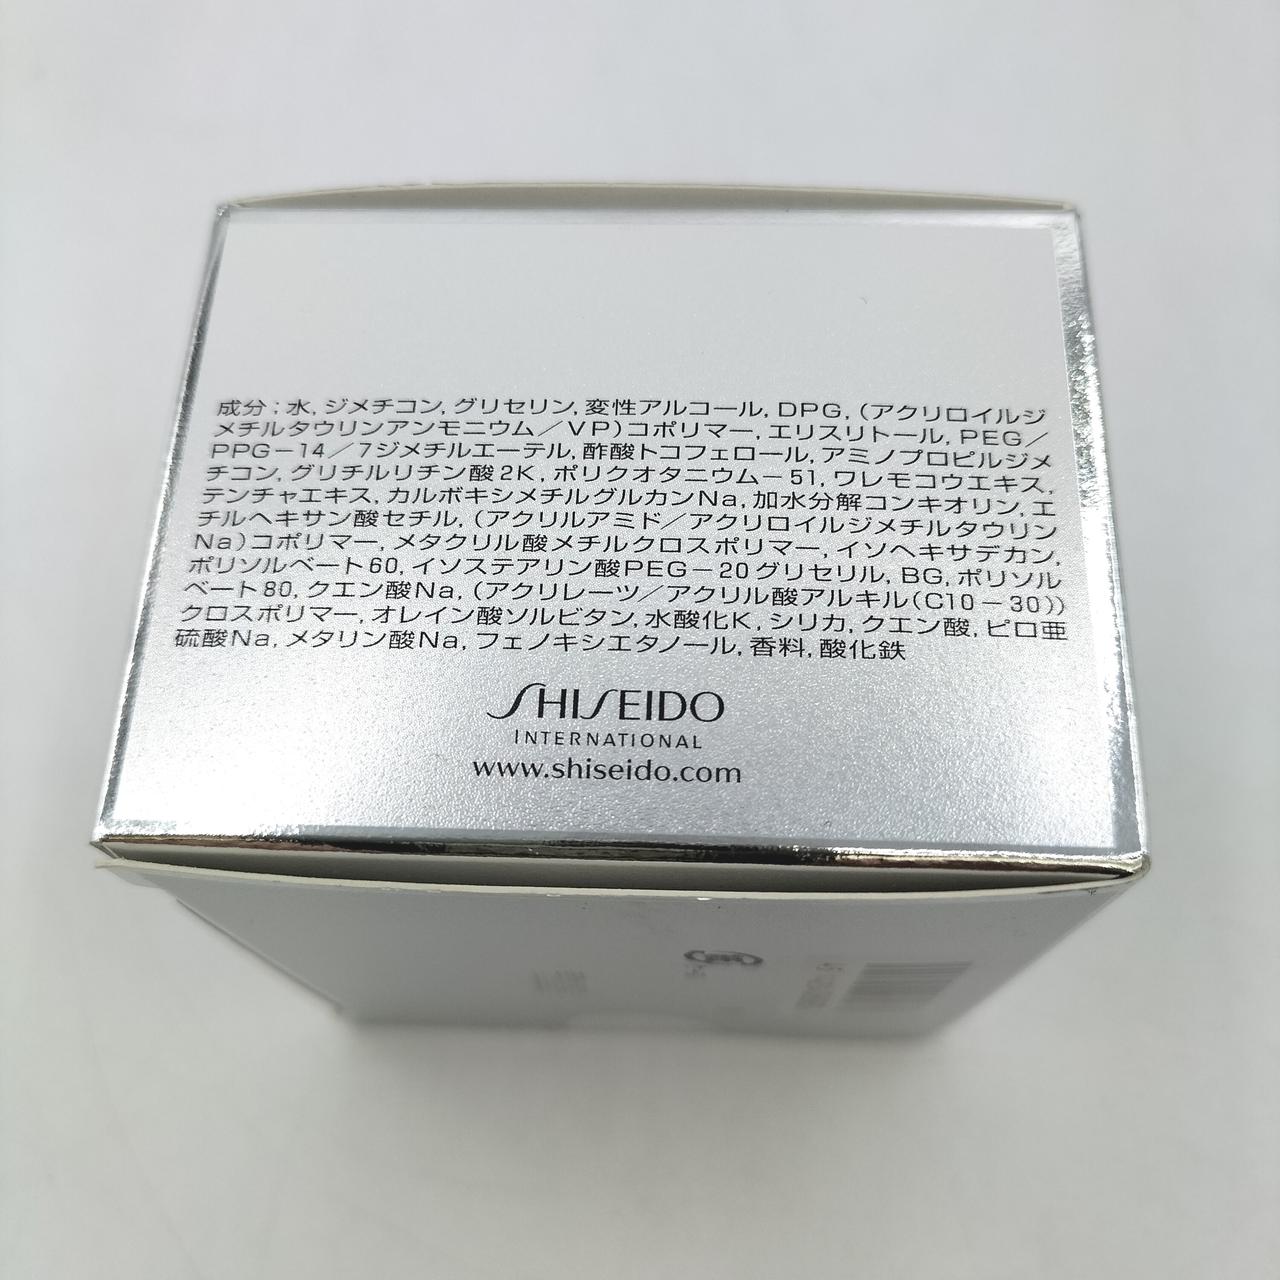 成分;水,ジメチコン,グリセリン,変性アルコール,DPG,(アクリロイルジ
メチルタウリンアンモニウム/VP)コポリマー,エリスリトール,PEG/
PPG-14/7ジメチルエーテル,酢酸トコフェロール,アミノプロピルジメ
チコン,グリチルリチン酸2K,ポリクオタニウム-51,ワレモコウエキス,
テンチャエキス,カルボキシメチルグルカンNa,加水分解コンキオリン,エ
チルヘキサン酸セチル,(アクリルアミド/アクリロイルジメチルタウリン
Na)コポリマー,メタクリル酸メチルクロスポリマー,イソヘキサデカン,
ポリソルベート60,イソステアリン酸PEG-20グリセリル,BG,ポリソル
ベート80,クエン酸Na,(アクリレーツ/アクリル酸アルキル(C10-30))
クロスポリマー,オレイン酸ソルビタン,水酸化K,シリカ,クエン酸,ピロ亜
硫酸Na,メタリン酸Na,フェノキシエタノール,香料,酸化鉄
SHISEIDO
INTERNATIONAL
www.shiseido.com